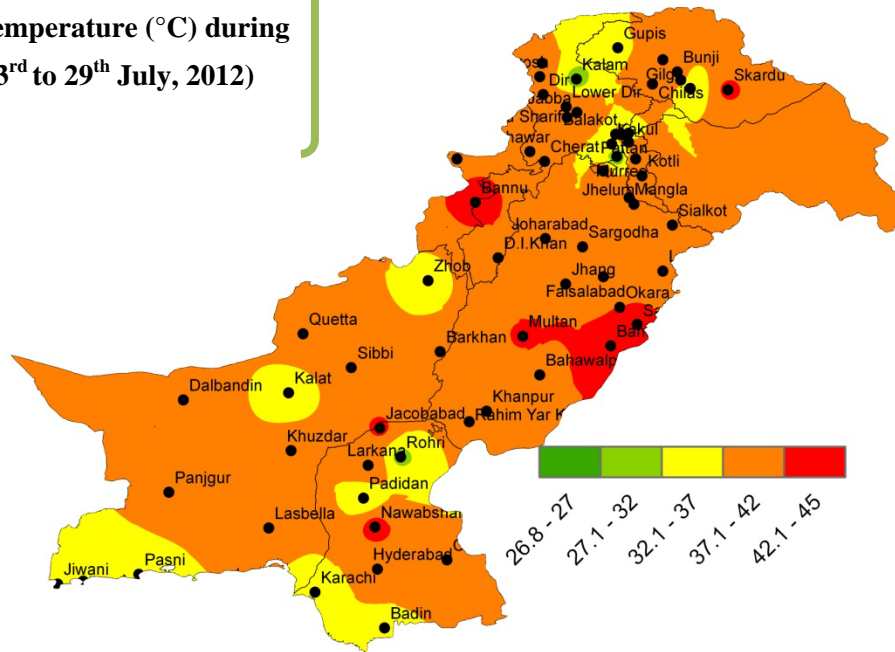 emperature (°C) during
3rd to 29th July, 2012)
Gupis
Bunji
Kalam
Skardu
Dir
Gilg
Chilas
Lower Dir
Balakot
Kakul
Cherat
Kotli
Bannu
Jhelum
Mangla
Sialkot
Joharabad
Sargodha
D.I.Khan
Zhob
Jhang
Faisalabad
Okara
Quetta
Multan
Barkhan
Sibbi
Bahawalp
Kalat
Dalbandin
Khanpur
Jacobabad
Rahim Yar K
Khuzdar
Rohri
Larkana
Panjgur
Padidan
Lasbella
Nawabshar
Hyderabad
Jiwani
Pasni
Karachi
Badin
26.8 - 27
27.1 - 32
32.1 - 37
37.1 - 42
42.1 - 45